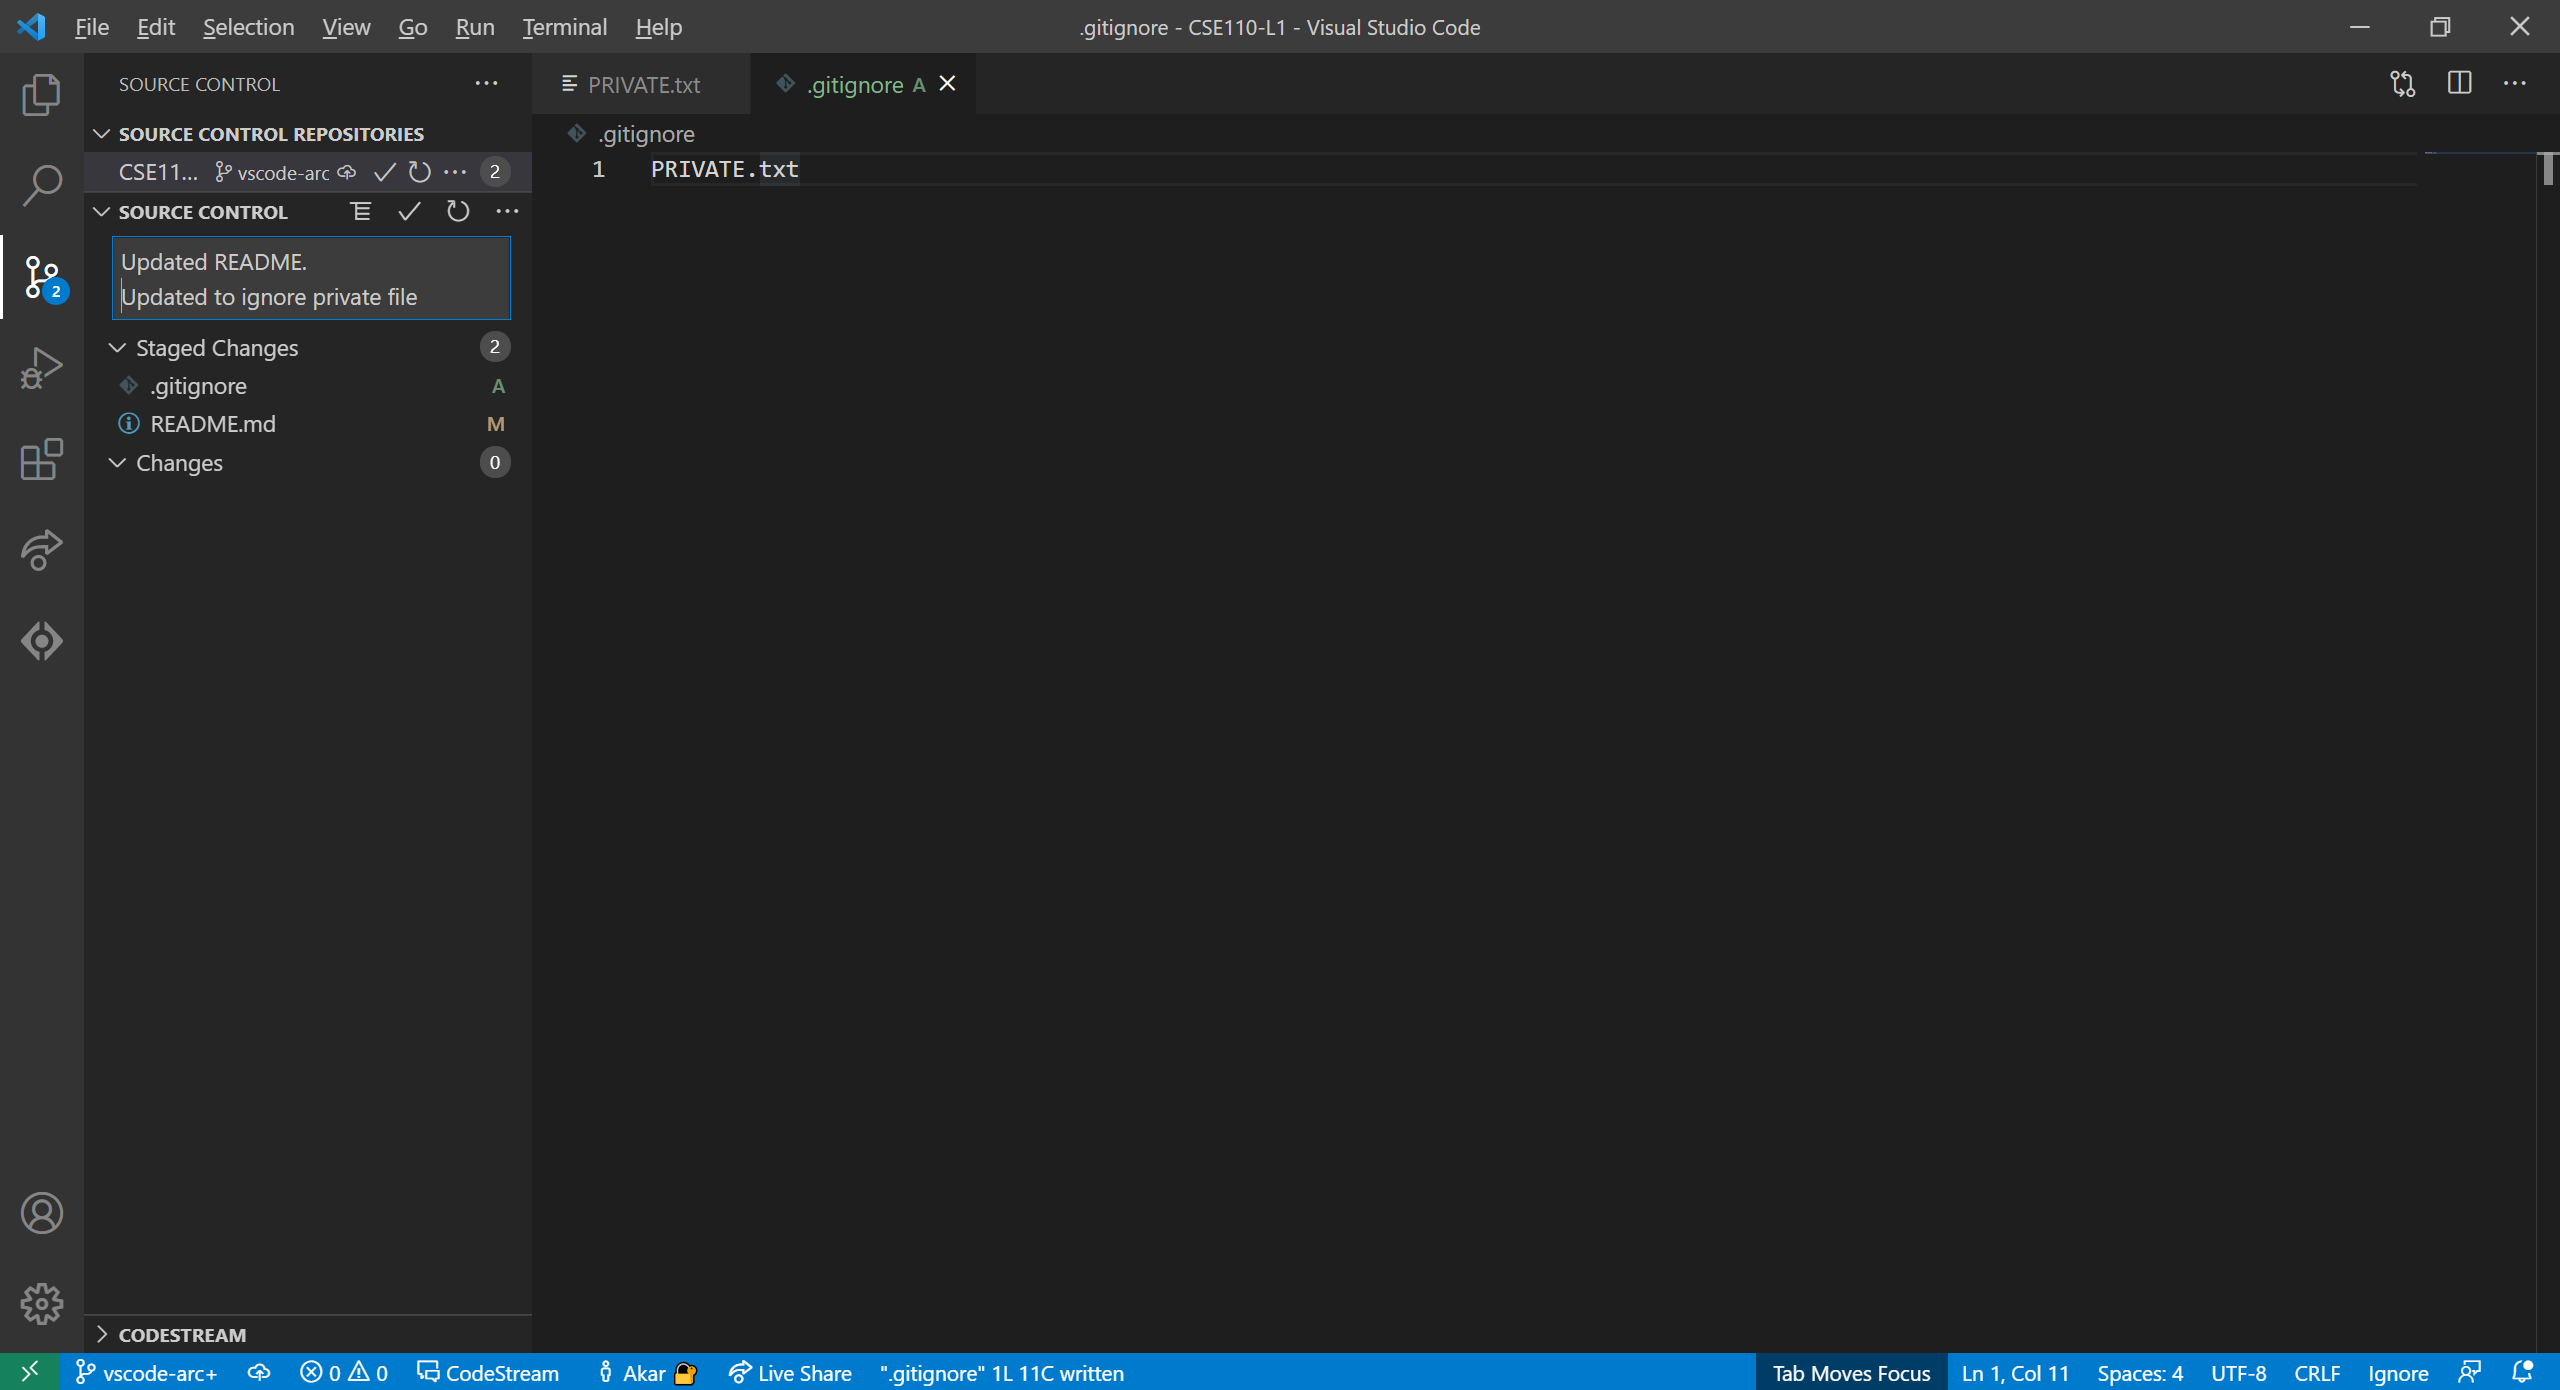 File Edit Selection View Go Run Terminal Help
.gitignore - CSE110-L1 - Visual Studio Code
SOURCE CONTROL
PRIVATE.txt
.gitignore A
SOURCE CONTROL REPOSITORIES
.gitignore
CSE11... vscode-arc 2
1 PRIVATE.txt
SOURCE CONTROL
Updated README.
Updated to ignore private file
2
Staged Changes 2
.gitignore A
README.md M
Changes 0
CODESTREAM
vscode-arc+ 0 0 CodeStream Akar Live Share ".gitignore" 1L 11C written Tab Moves Focus Ln 1, Col 11 Spaces: 4 UTF-8 CRLF Ignore